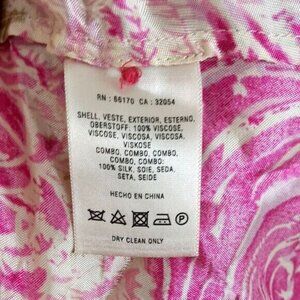 RN : 66170 CA : 32054
SHELL, VESTE, EXTERIOR, ESTERNO,
OBERSTOFF: 100% VISCOSE,
VISCOSE, VISCOSA, VISCOSA,
VISKOSE
COMBO, COMBO, COMBO,
COMBO, COMBO:
100% SILK, SOIE, SEDA,
SETA, SEIDE
HECHO EN CHINA
P
DRY CLEAN ONLY